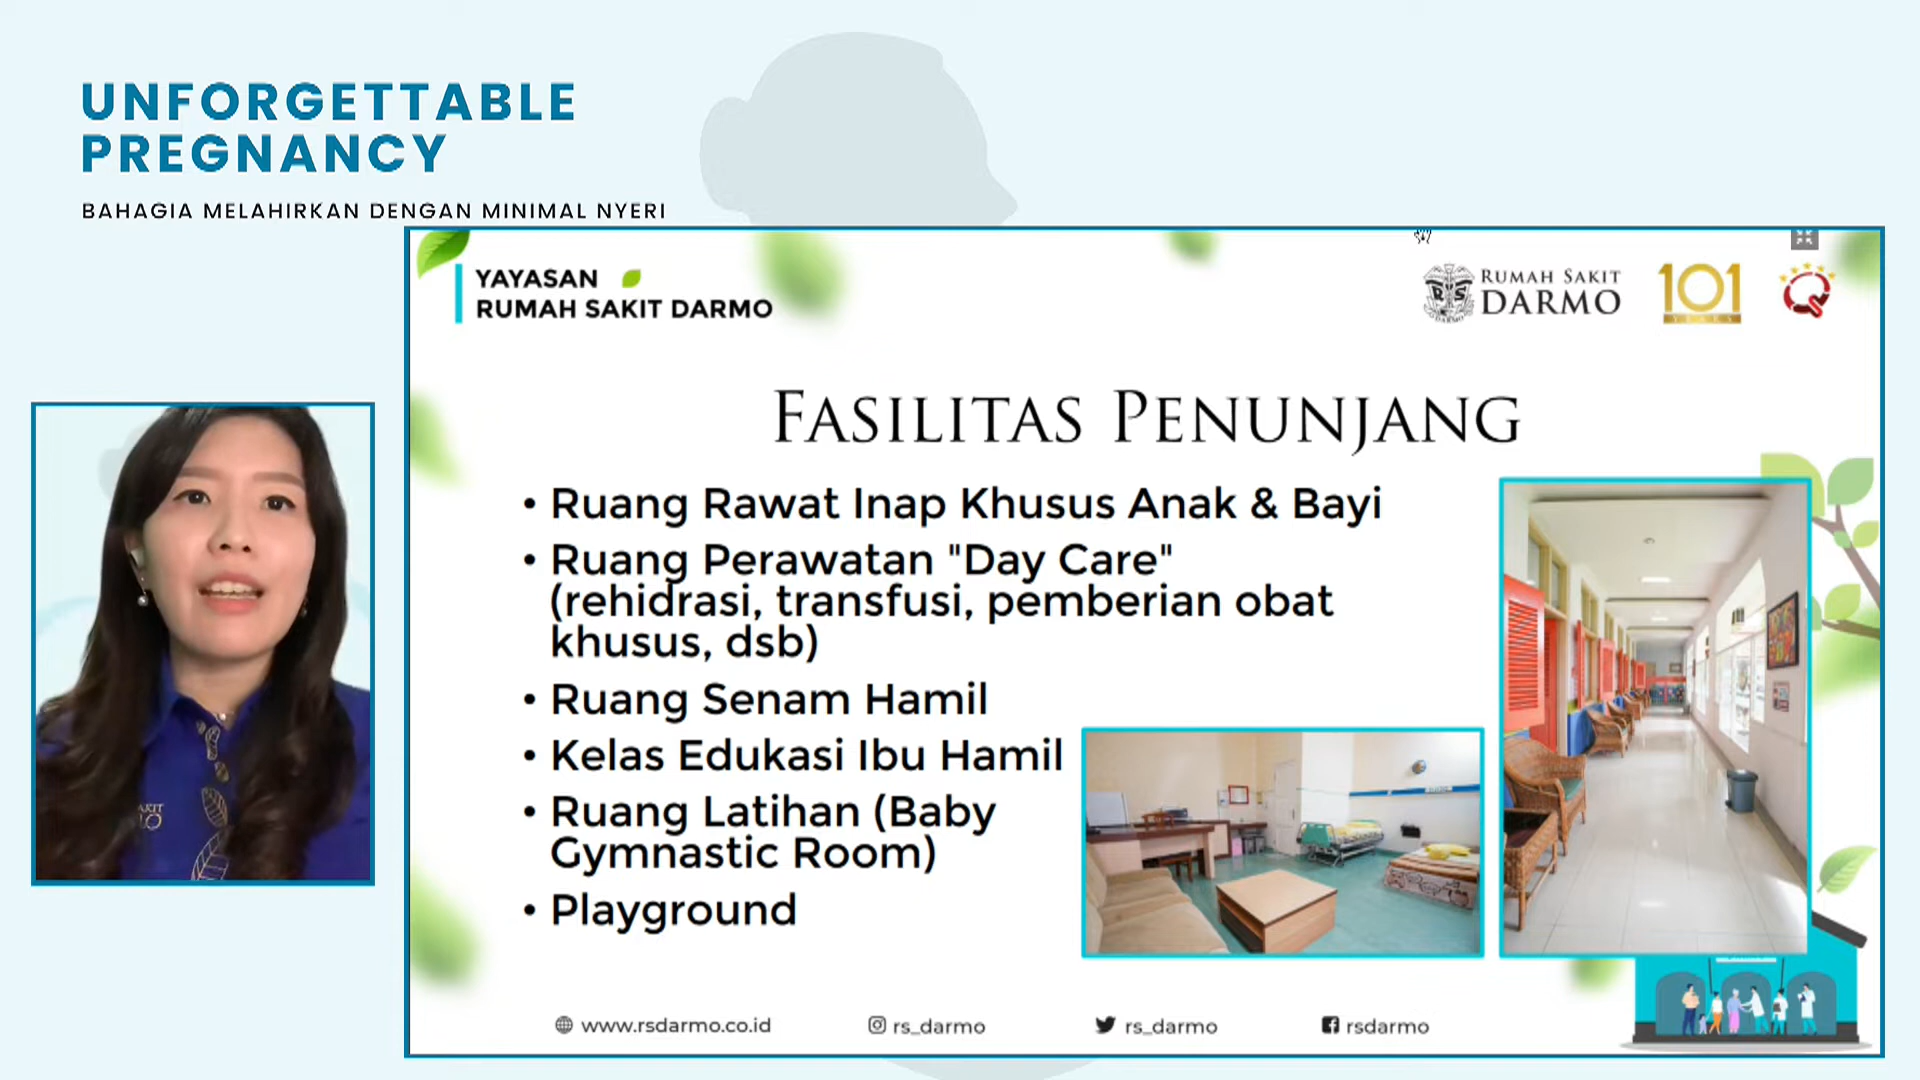 UNFORGETTABLE
PREGNANCY
BAHAGIA MELAHIRKAN DENGAN MINIMAL NYERI
YAYASAN
RUMAH SAKIT DARMO
RUMAH SAKIT
DARMO
101
YEARS
FASILITAS PENUNJANG
• Ruang Rawat Inap Khusus Anak & Bayi
• Ruang Perawatan "Day Care"
(rehidrasi, transfusi, pemberian obat
khusus, dsb)
• Ruang Senam Hamil
• Kelas Edukasi Ibu Hamil
• Ruang Latihan (Baby
Gymnastic Room)
• Playground
www.rsdarmo.co.id
rs_darmo
rs_darmo
rsdarmo